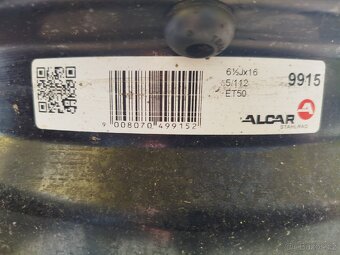 6½Jx16
5/112
ET50
9915
9 008070 499152
ALCAR
STAHLRAD